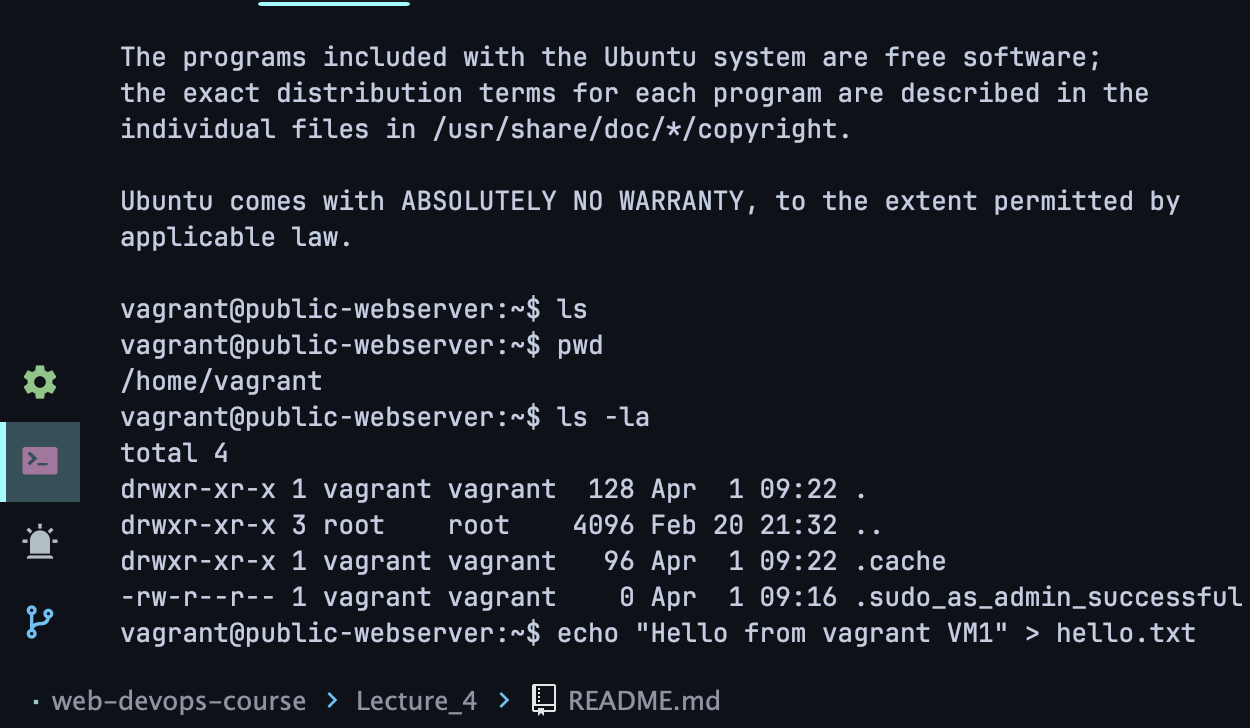 The programs included with the Ubuntu system are free software;
the exact distribution terms for each program are described in the
individual files in /usr/share/doc/*/copyright.
Ubuntu comes with ABSOLUTELY NO WARRANTY, to the extent permitted by
applicable law.
vagrant@public-webserver:~$ ls
vagrant@public-webserver:~$ pwd
/home/vagrant
vagrant@public-webserver:~$ ls -la
total 4
drwxr-xr-x 1 vagrant vagrant  128 Apr  1 09:22 .
drwxr-xr-x 3 root    root    4096 Feb 20 21:32 ..
drwxr-xr-x 1 vagrant vagrant   96 Apr  1 09:22 .cache
-rw-r--r-- 1 vagrant vagrant    0 Apr  1 09:16 .sudo_as_admin_successful
vagrant@public-webserver:~$ echo "Hello from vagrant VM1" > hello.txt
web-devops-course > Lecture_4 > README.md